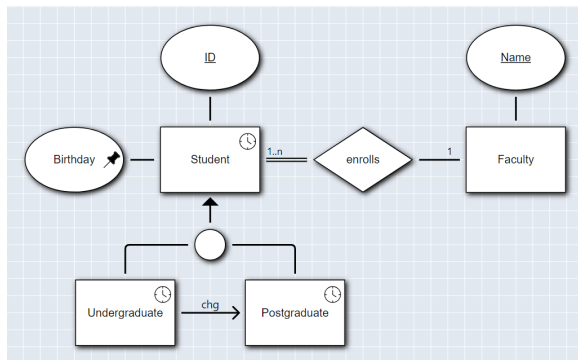 ID
Name
Birthday
Student
1..n
enrolls
1
Faculty
Undergraduate
chg
Postgraduate